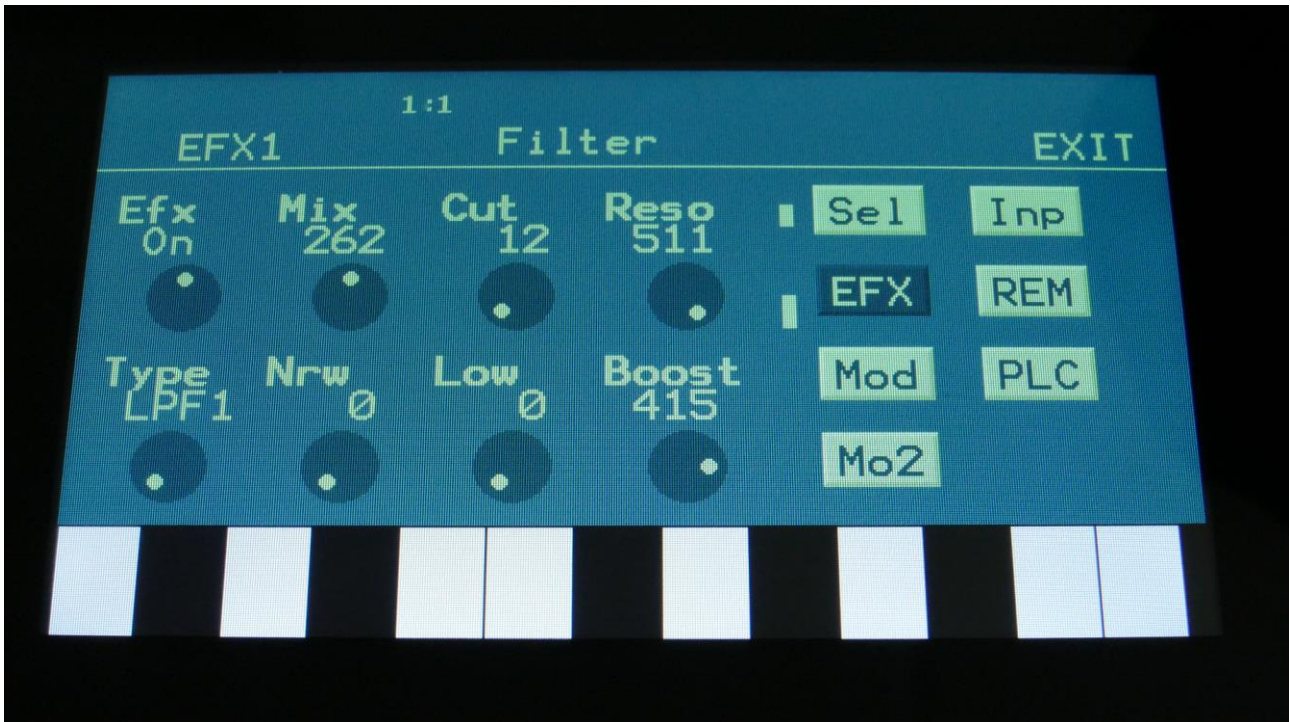 1:1
EFX1 Filter EXIT
Efx Mix Cut Reso Sel Inp
On 262 12 511
EFX REM
Type Nrw Low Boost Mod PLC
LPF1 0 0 415
Mo2